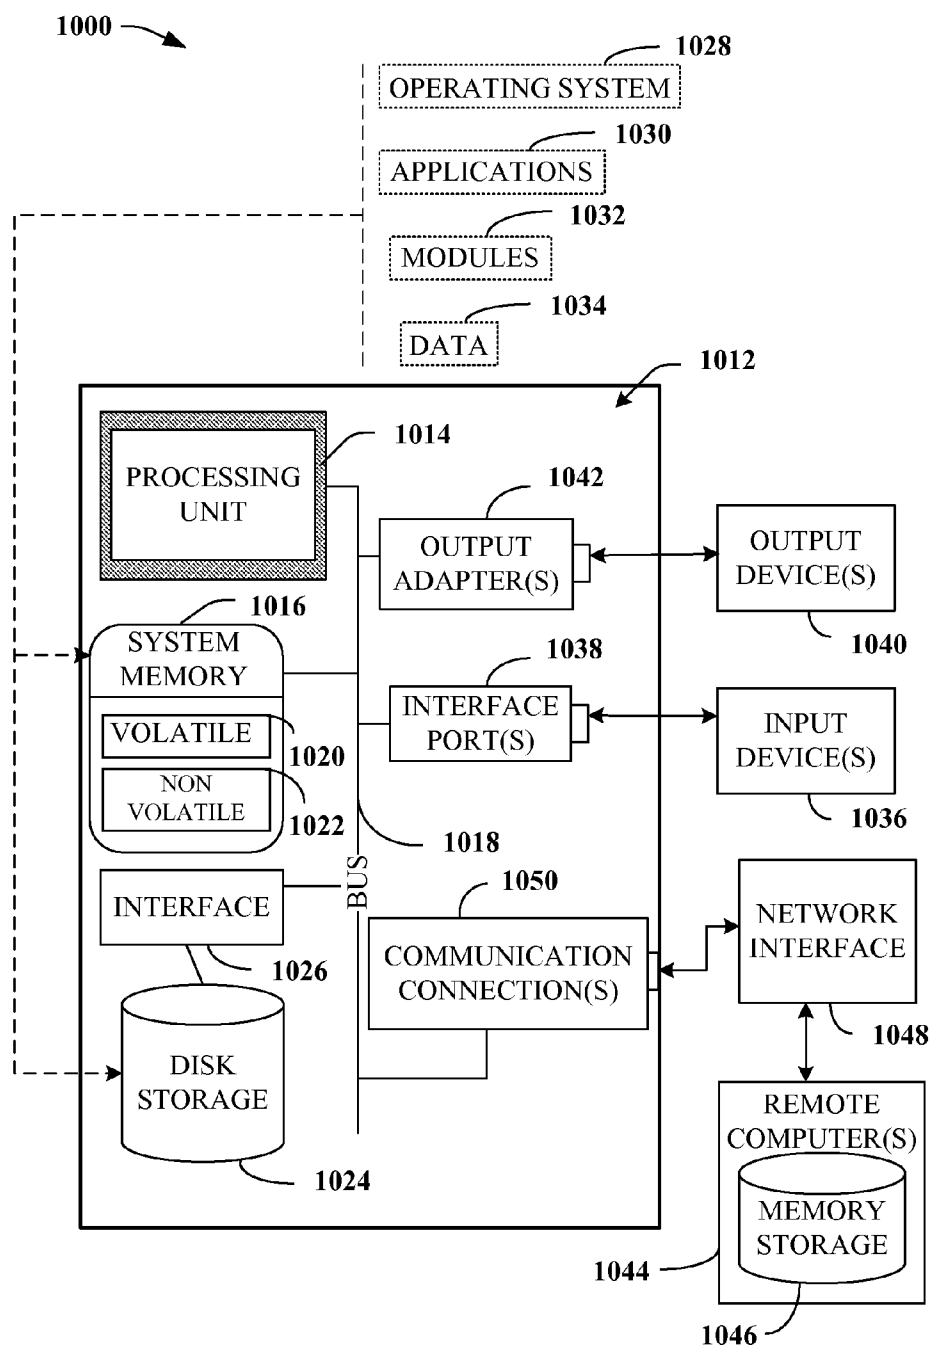 1000
1028
OPERATING SYSTEM
1030
APPLICATIONS
1032
MODULES
1034
DATA
1012
1014
PROCESSING
UNIT
1042
OUTPUT
ADAPTER(S)
OUTPUT
DEVICE(S)
1040
1016
SYSTEM
MEMORY
1038
INTERFACE
PORT(S)
INPUT
DEVICE(S)
1036
VOLATILE
1020
NON
VOLATILE
1022
1018
BUS
1050
INTERFACE
1026
COMMUNICATION
CONNECTION(S)
NETWORK
INTERFACE
1048
DISK
STORAGE
1024
REMOTE
COMPUTER(S)
MEMORY
STORAGE
1044
1046